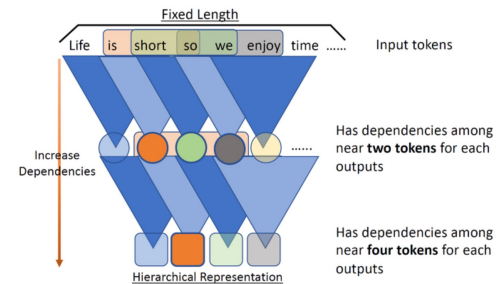 Fixed Length
Life is short so we enjoy time ......
Input tokens
Increase
Dependencies
......
Has dependencies among
near two tokens for each
outputs
Has dependencies among
near four tokens for each
outputs
Hierarchical Representation